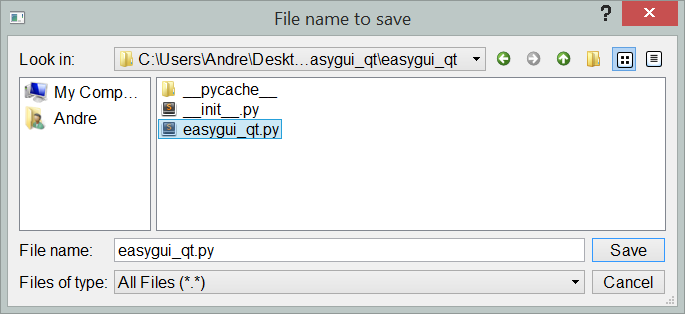 File name to save
?
Look in:
C:\Users\Andre\Deskt...asygui_qt\easygui_qt
My Comp...
Andre
__pycache__
__init__.py
easygui_qt.py
File name:
easygui_qt.py
Save
Files of type:
All Files (*.*)
Cancel